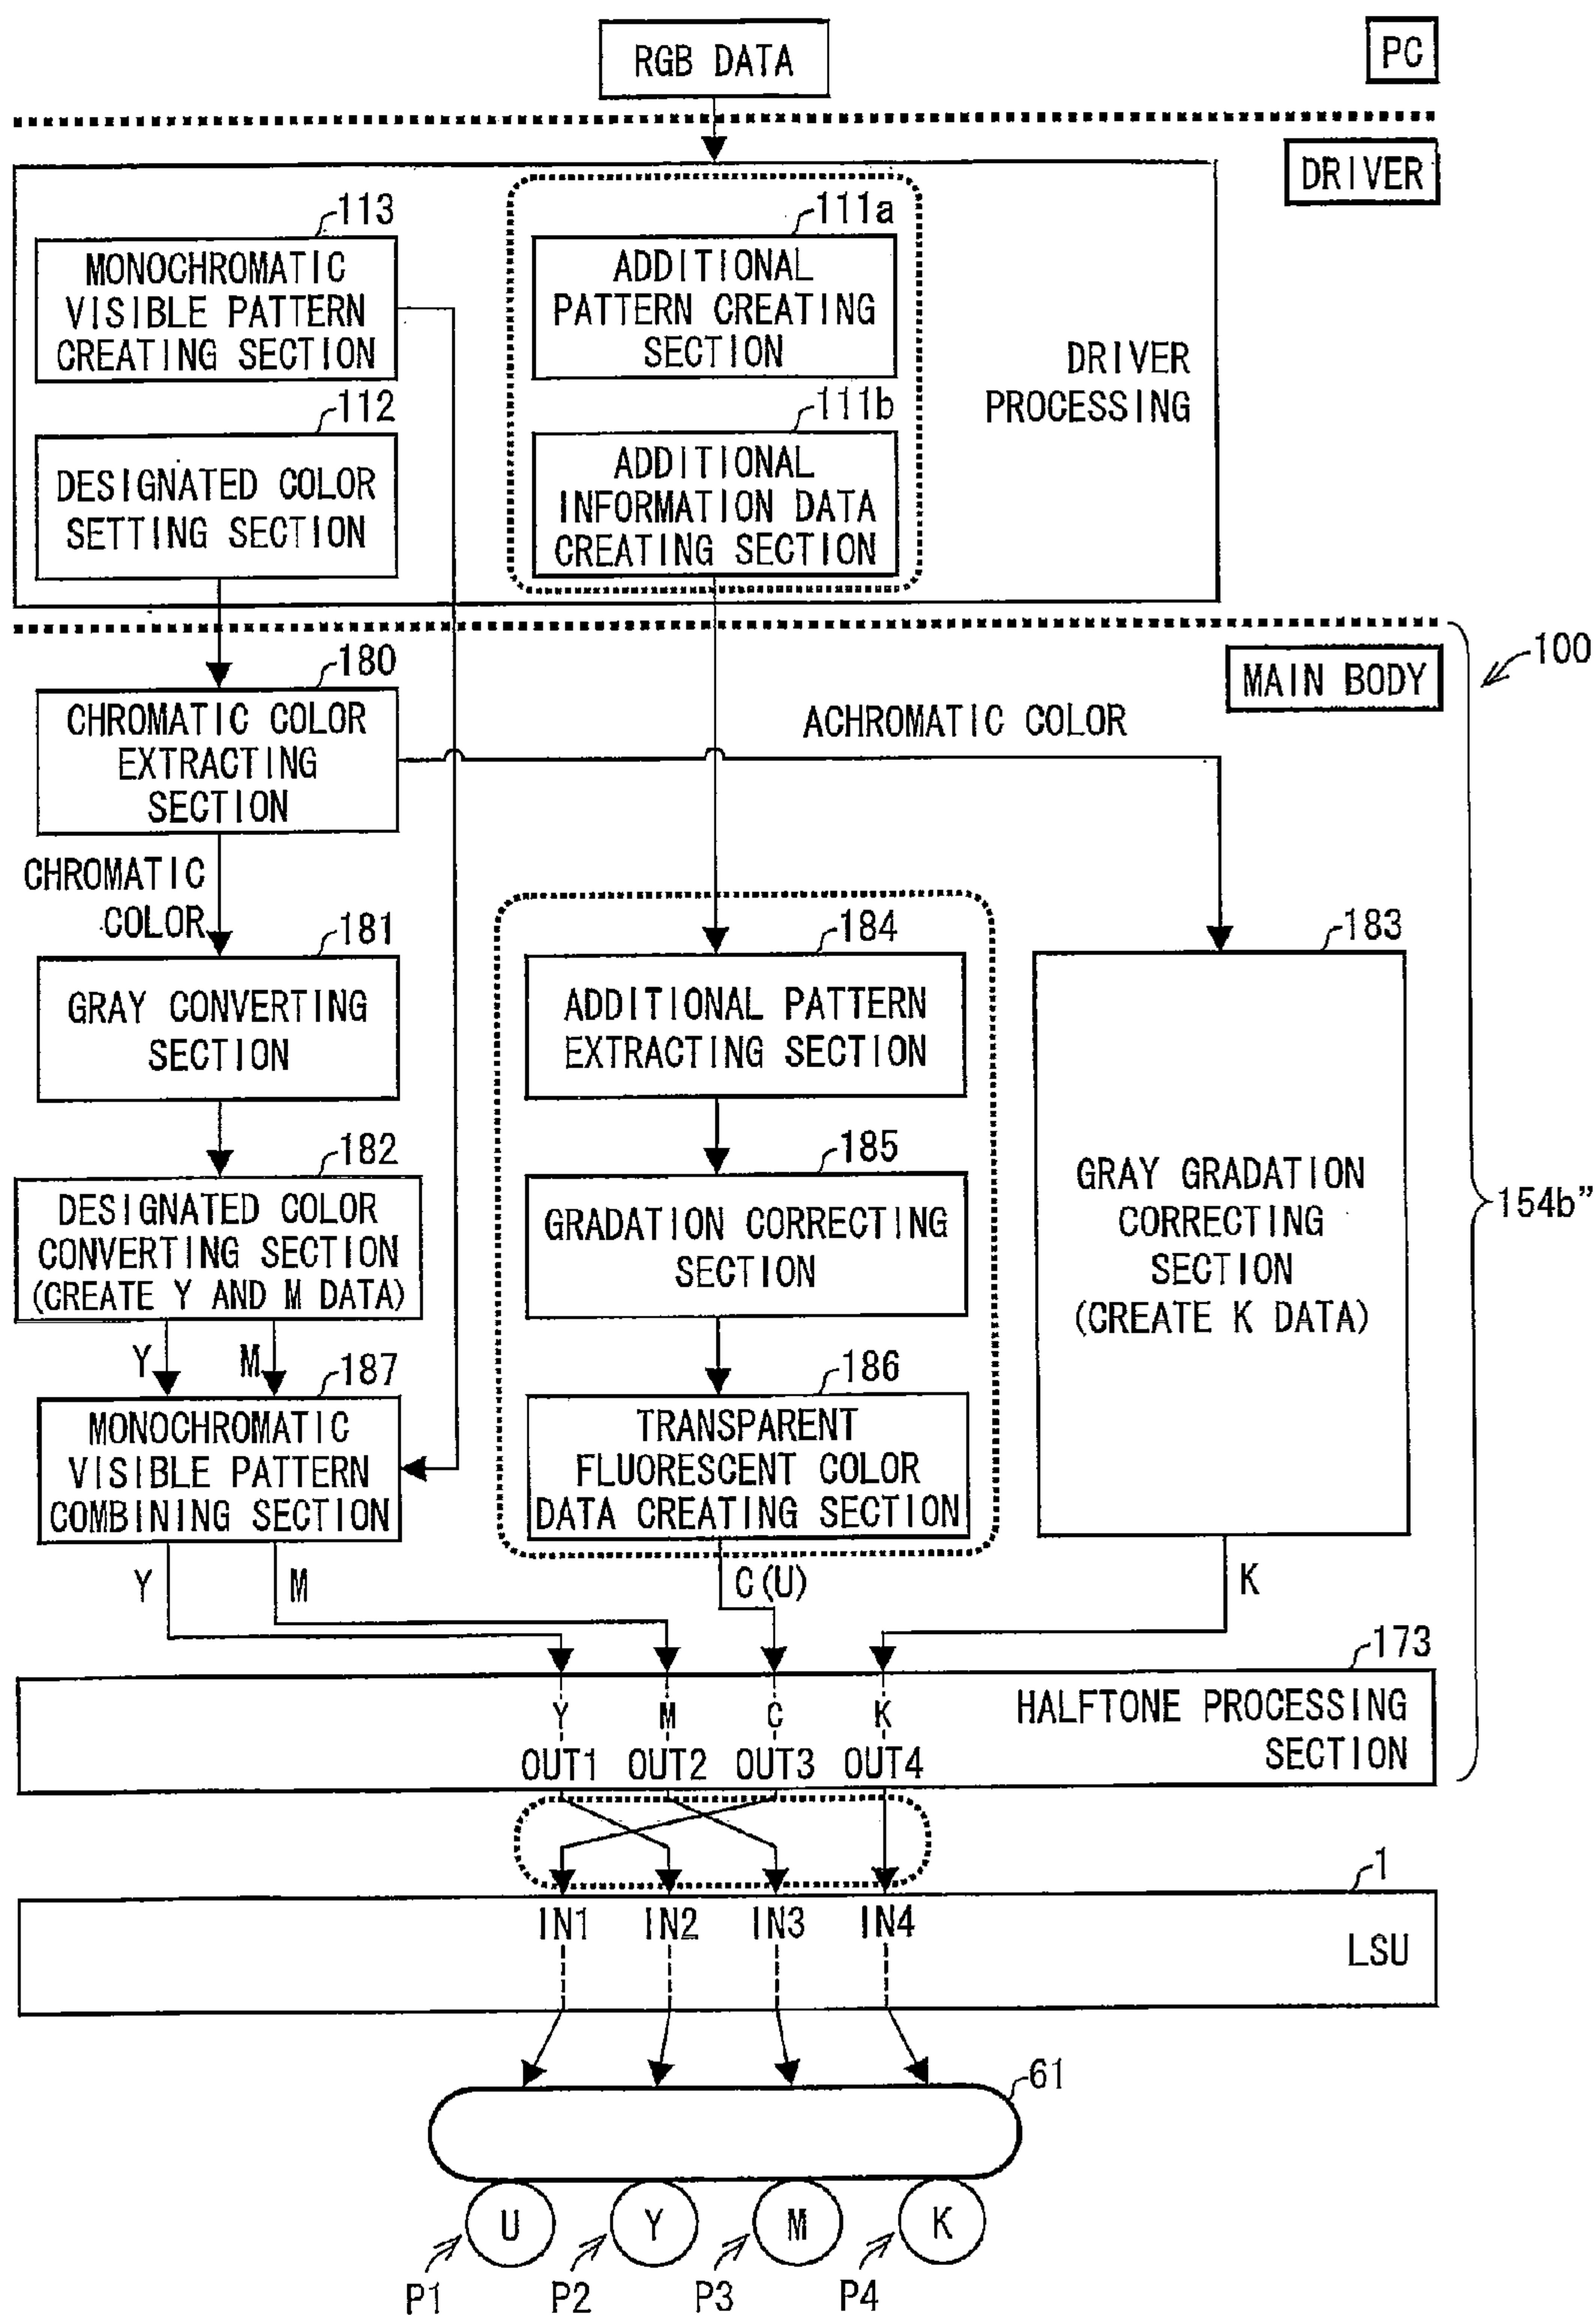 RGB DATA
PC
DRIVER
113
MONOCHROMATIC
VISIBLE PATTERN
CREATING SECTION
111a
ADDITIONAL
PATTERN CREATING
SECTION
DRIVER
PROCESSING
112
DESIGNATED COLOR
SETTING SECTION
111b
ADDITIONAL
INFORMATION DATA
CREATING SECTION
100
MAIN BODY
180
CHROMATIC COLOR
EXTRACTING
SECTION
ACHROMATIC COLOR
CHROMATIC
COLOR
181
GRAY CONVERTING
SECTION
184
ADDITIONAL PATTERN
EXTRACTING SECTION
183
GRAY GRADATION
CORRECTING
SECTION
(CREATE K DATA)
154b"
182
DESIGNATED COLOR
CONVERTING SECTION
(CREATE Y AND M DATA)
185
GRADATION CORRECTING
SECTION
Y M
187
MONOCHROMATIC
VISIBLE PATTERN
COMBINING SECTION
186
TRANSPARENT
FLUORESCENT COLOR
DATA CREATING SECTION
Y M C(U) K
173
Y M C K
HALFTONE PROCESSING
SECTION
OUT1 OUT2 OUT3 OUT4
1
IN1 IN2 IN3 IN4
LSU
61
U Y M K
P1 P2 P3 P4